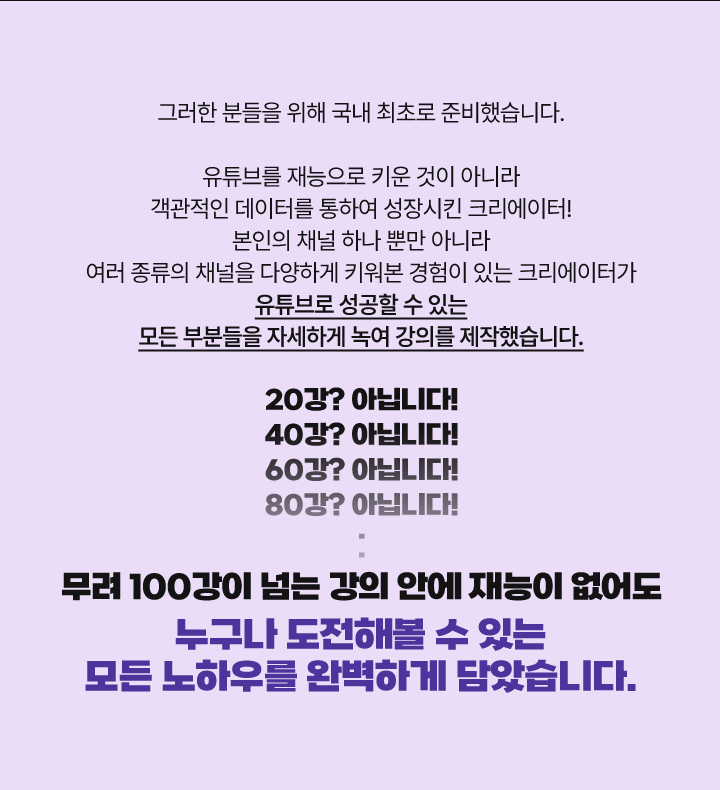 그러한 분들을 위해 국내 최초로 준비했습니다.
유튜브를 재능으로 키운 것이 아니라
객관적인 데이터를 통하여 성장시킨 크리에이터!
본인의 채널 하나 뿐만 아니라
여러 종류의 채널을 다양하게 키워본 경험이 있는 크리에이터가
유튜브로 성공할 수 있는
모든 부분들을 자세하게 녹여 강의를 제작했습니다.
20강? 아닙니다!
40강? 아닙니다!
60강? 아닙니다!
80강? 아닙니다!
:
무려 100강이 넘는 강의 안에 재능이 없어도
누구나 도전해볼 수 있는
모든 노하우를 완벽하게 담았습니다.